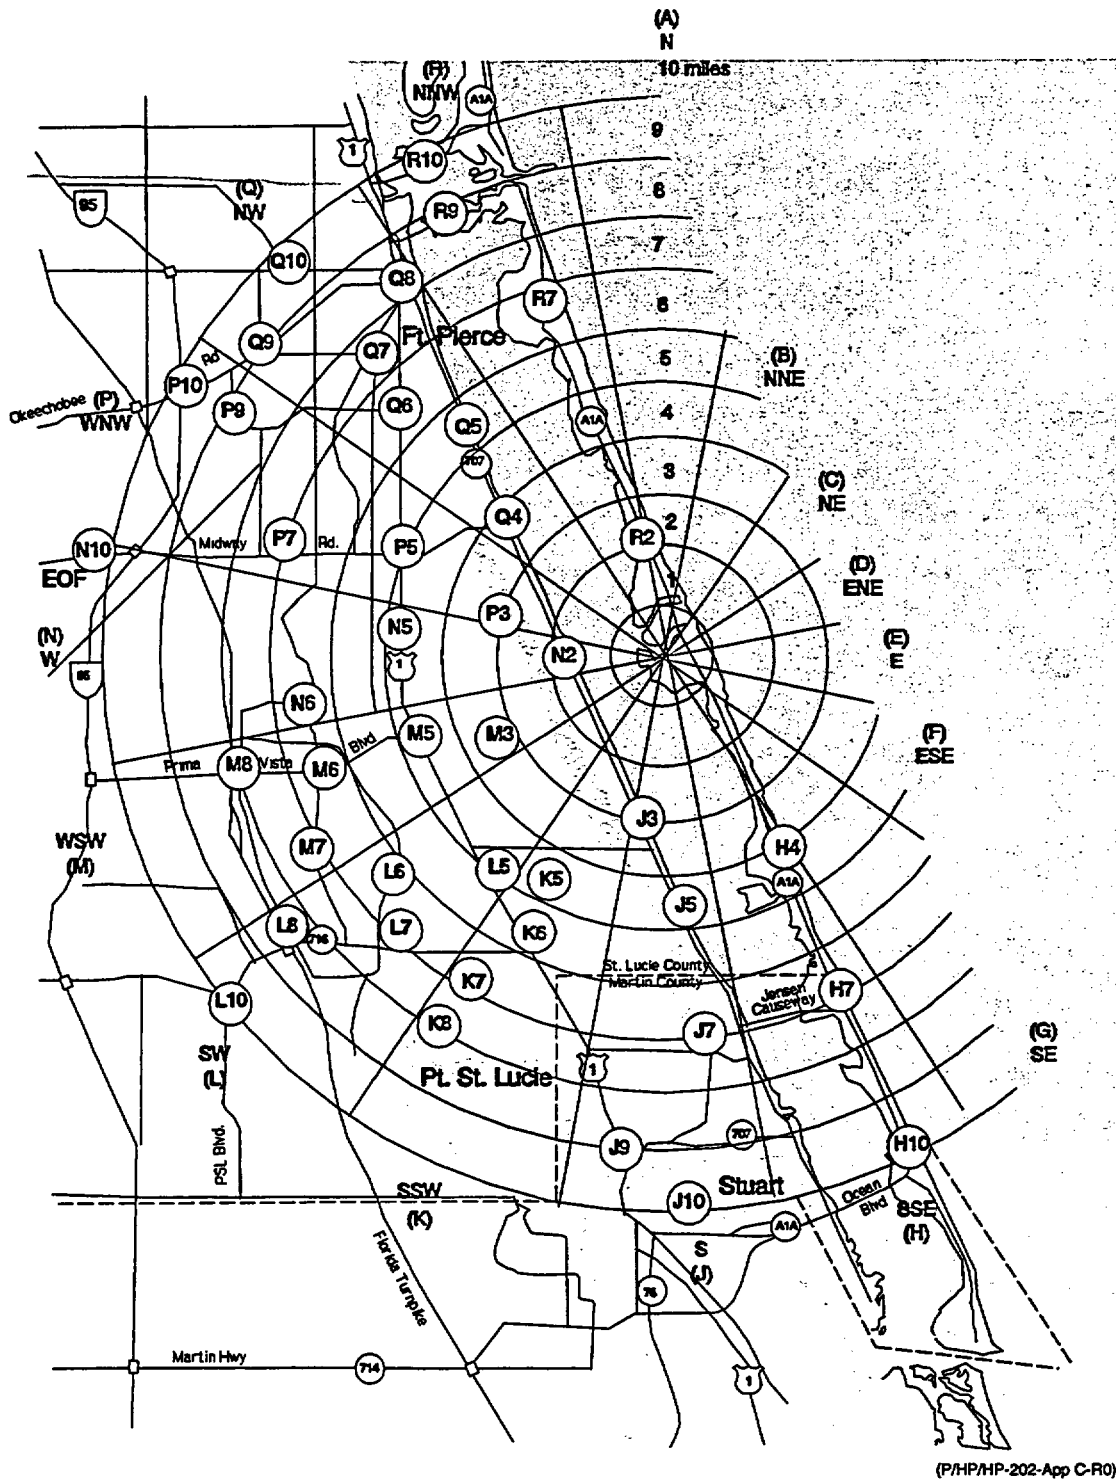 (A)
N
10 miles
(R)
NNW
A1A
9
1
R10
8
(Q)
NW
95
R9
7
Q10
Q8
R7
6
Ft. Pierce
Q9
Q7
5
(B)
NNE
Rd
P10
Okeechobee
(P)
WNW
P9
Q6
Q5
A1A
4
707
3
(C)
NE
Q4
2
R2
N10
Midway
P7
Rd.
P5
EOF
1
(D)
ENE
P3
N5
(N)
W
N2
(E)
E
1
95
N6
M5
M3
Blvd
(F)
ESE
Prima
M8
Vista
M6
J3
WSW
(M)
M7
H4
L6
L5
K5
A1A
J5
L8
716
L7
K6
St. Lucie County
Martin County
K7
Jensen
Causeway
H7
L10
K8
J7
(G)
SE
SW
(L)
Pt. St. Lucie
1
PSL Blvd.
J9
707
H10
SSW
(K)
J10
Stuart
Ocean
Blvd
A1A
SSE
(H)
S
(J)
Florida Turnpike
76
Martin Hwy
714
1
(P/HP/HP-202-App C-R0)